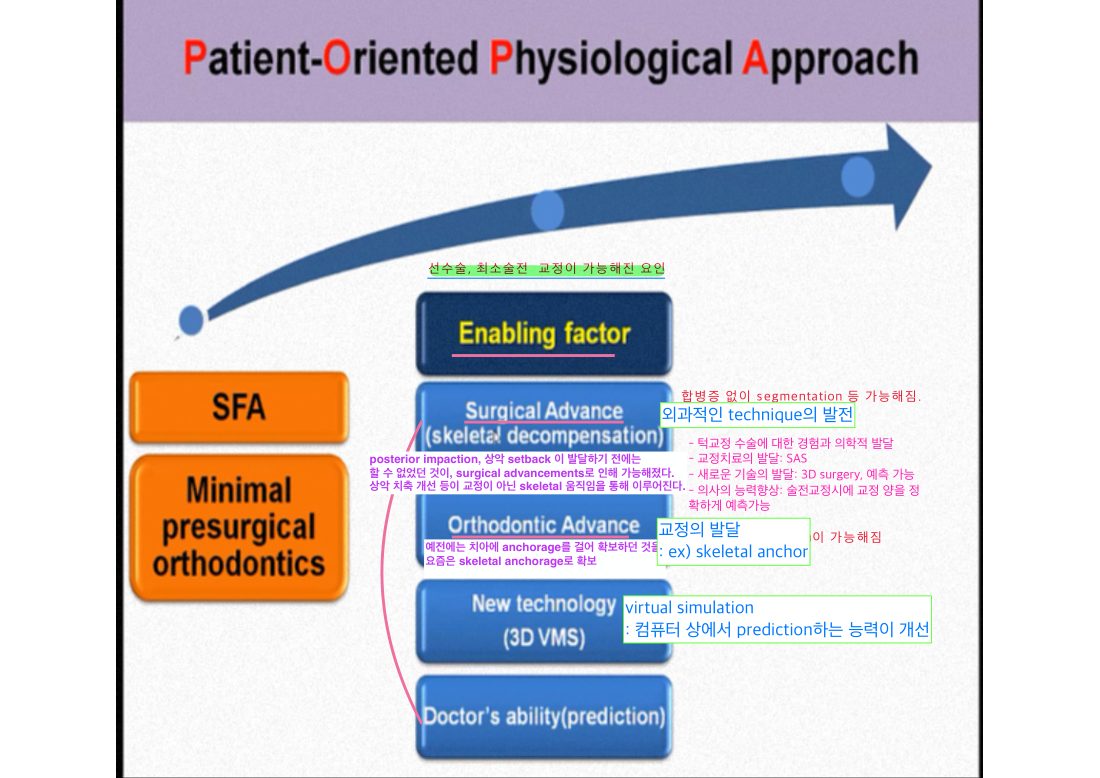 Patient-Oriented Physiological Approach
선수술, 최소술전 교정이 가능해진 요인
Enabling factor
SFA
Minimal
presurgical
orthodontics
Surgical Advance
(skeletal decompensation)
합병증 없이 segmentation 등 가능해짐.
외과적인 technique의 발전
- 턱교정 수술에 대한 경험과 의학적 발달
- 교정치료의 발달: SAS
- 새로운 기술의 발달: 3D surgery, 예측 가능
- 의사의 능력향상: 술전교정시에 교정 양을 정
확하게 예측가능
posterior impaction, 상악 setback 이 발달하기 전에는
할 수 없었던 것이, surgical advancements로 인해 가능해졌다.
상악 치축 개선 등이 교정이 아닌 skeletal 움직임을 통해 이루어진다.
Orthodontic Advance
예전에는 치아에 anchorage를 걸어 확보하던 것을
요즘은 skeletal anchorage로 확보
교정의 발달
: ex) skeletal anchor
이 가능해짐
New technology
(3D VMS)
virtual simulation
: 컴퓨터 상에서 prediction하는 능력이 개선
Doctor's ability(prediction)